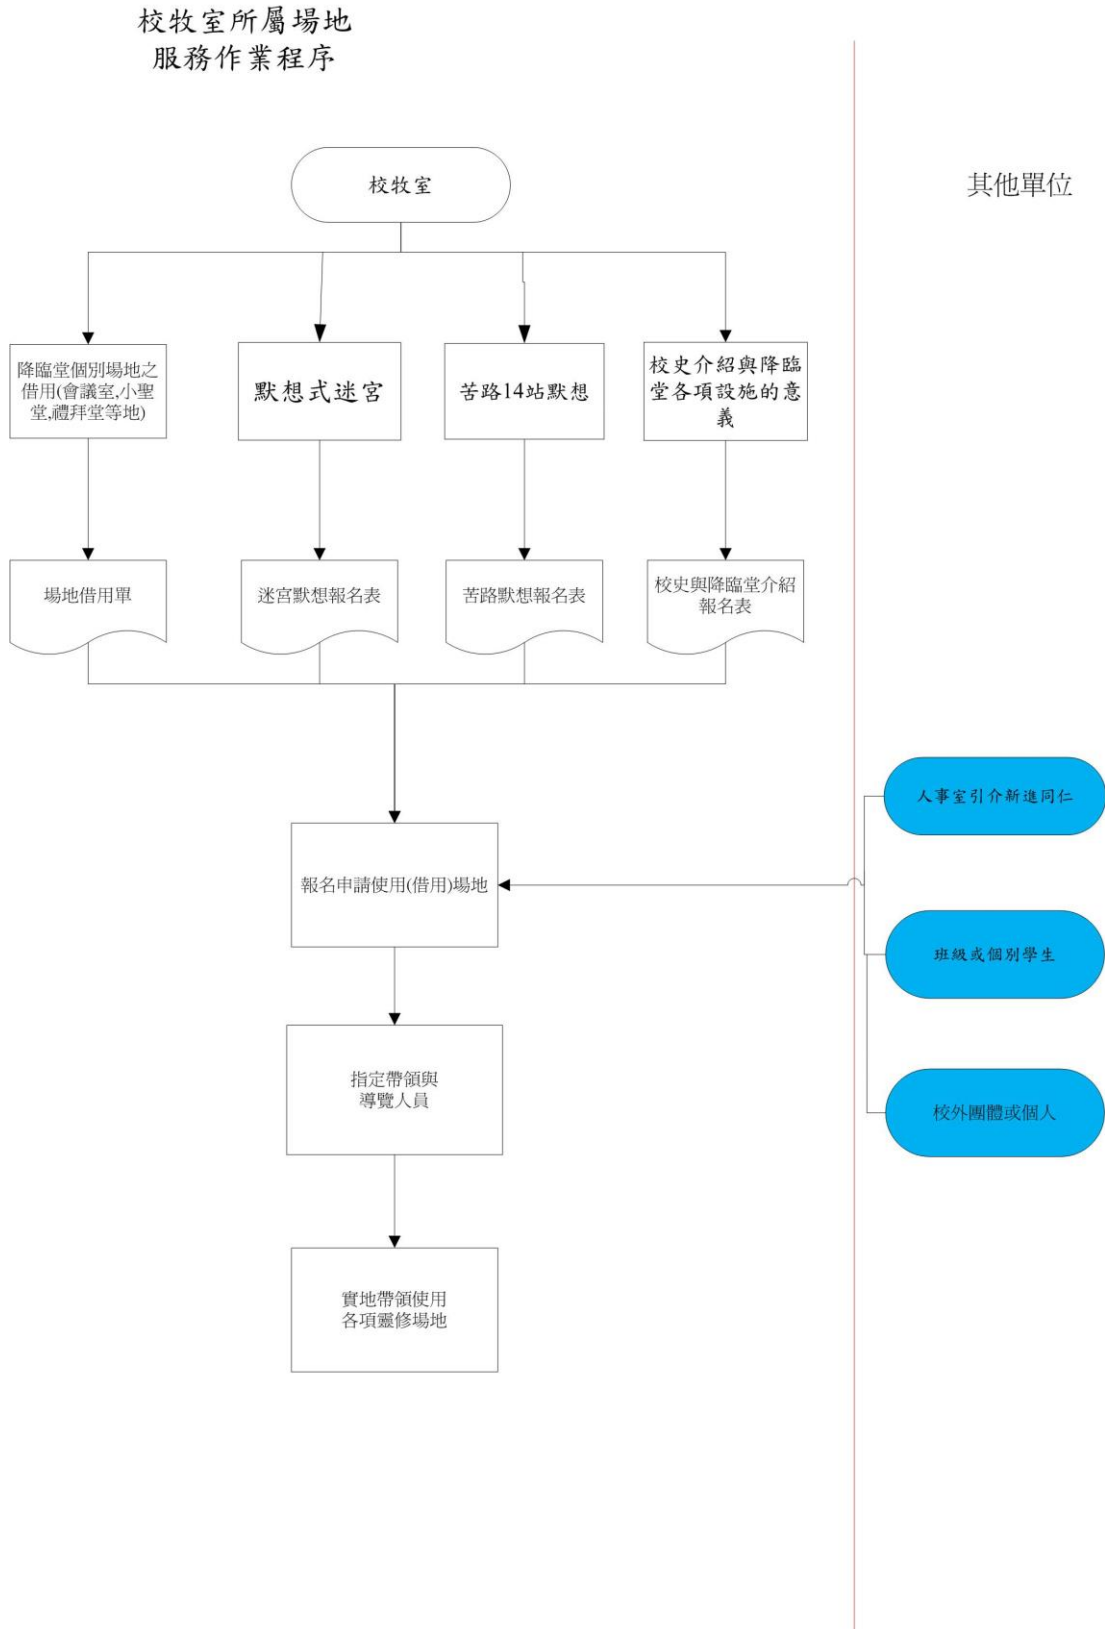 校牧室所屬場地
服務作業程序
校牧室
其他單位
降臨堂個別場地之
借用(會議室,小聖
堂,禮拜堂等地)
默想式迷宮
苦路14站默想
校史介紹與降臨
堂各項設施的意
義
場地借用單
迷宮默想報名表
苦路默想報名表
校史與降臨堂介紹
報名表
人事室引介新進同仁
報名申請使用(借用)場地
班級或個別學生
指定帶領與
導覽人員
校外團體或個人
實地帶領使用
各項靈修場地